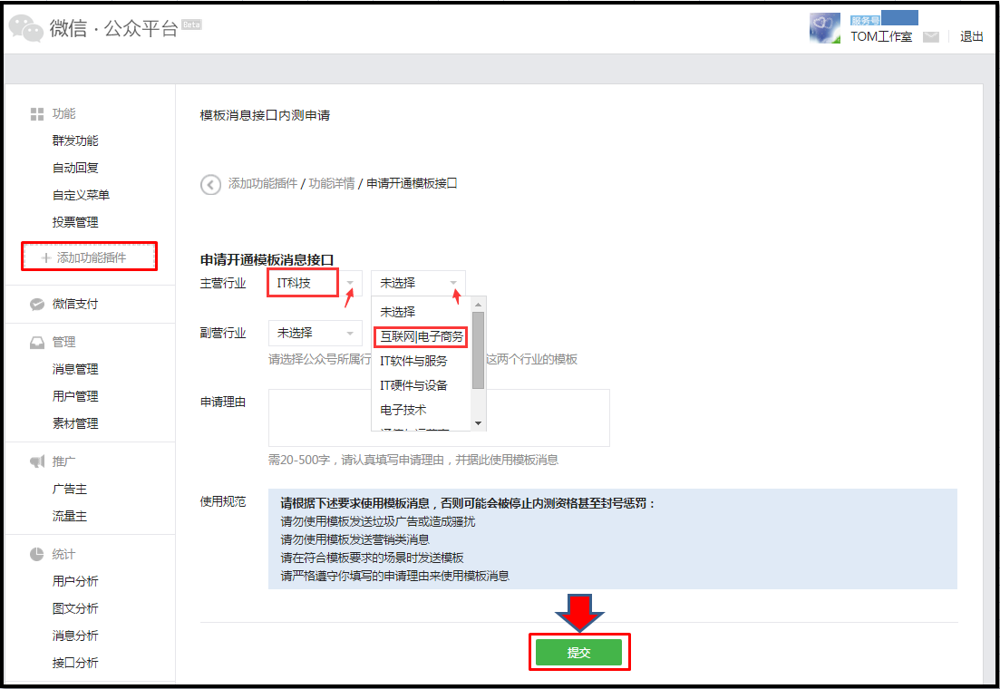 微信·公众平台 Beta
服务号
TOM工作室
退出
功能
群发功能
自动回复
自定义菜单
投票管理
+ 添加功能插件
微信支付
管理
消息管理
用户管理
素材管理
推广
广告主
流量主
统计
用户分析
图文分析
消息分析
接口分析
模板消息接口内测申请
添加功能插件 / 功能详情 / 申请开通模板接口
申请开通模板消息接口
主营行业 IT科技 未选择
未选择
互联网|电子商务
IT软件与服务
IT硬件与设备
电子技术
副营行业 未选择
请选择公众号所属行 这两个行业的模板
申请理由
需20-500字，请认真填写申请理由，并据此使用模板消息
使用规范
请根据下述要求使用模板消息，否则可能会被停止内测资格甚至封号惩罚：
请勿使用模板发送垃圾广告或造成骚扰
请勿使用模板发送营销类消息
请在符合模板要求的场景时发送模板
请严格遵守你填写的申请理由来使用模板消息
提交